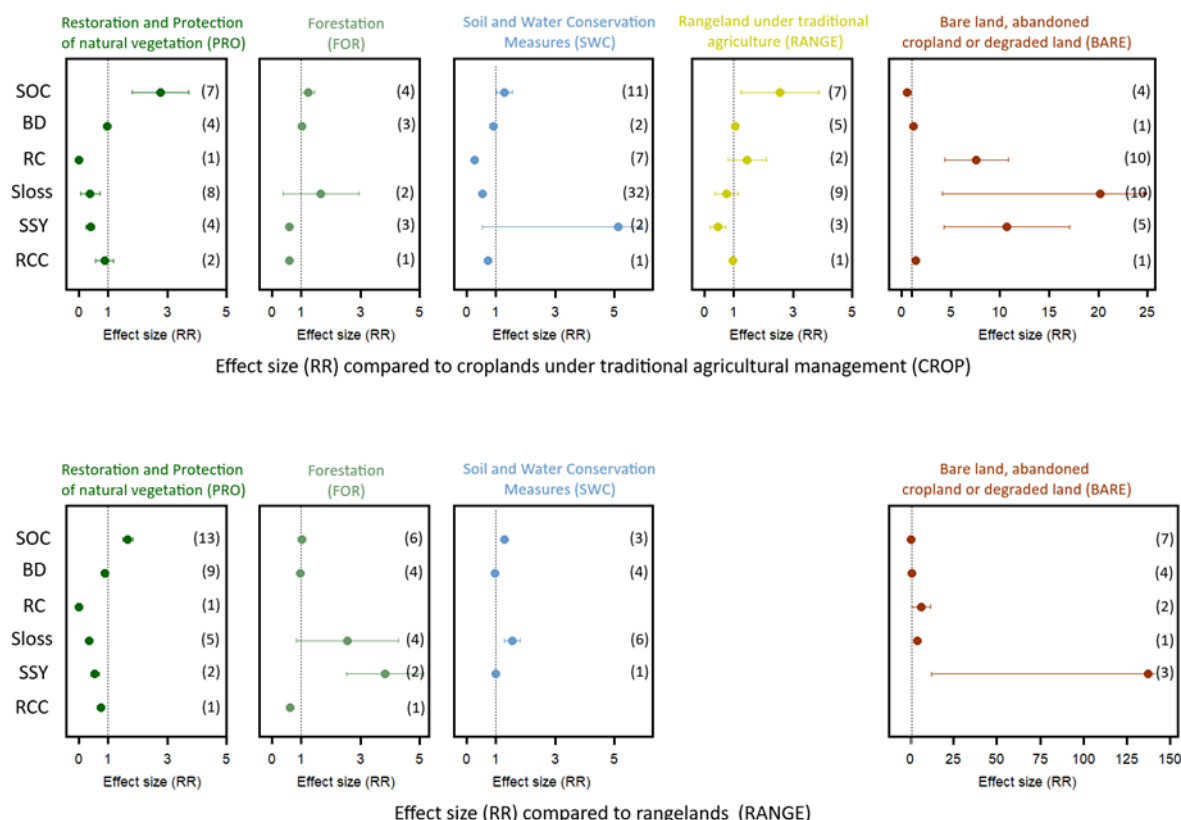 Restoration and Protection
of natural vegetation (PRO)
Forestation
(FOR)
Soil and Water Conservation
Measures (SWC)
Rangeland under traditional
agriculture (RANGE)
Bare land, abandoned
cropland or degraded land (BARE)
SOC (7) (4) (11) (7) (4)
BD (4) (3) (2) (5) (1)
RC (1) (7) (2) (10)
Sloss (8) (2) (32) (9) (10)
SSY (4) (3) (2) (3) (5)
RCC (2) (1) (1) (1) (1)
0 1 3 5 0 1 3 5 0 1 3 5 0 1 3 5 0 5 10 15 20 25
Effect size (RR) Effect size (RR) Effect size (RR) Effect size (RR) Effect size (RR)
Effect size (RR) compared to croplands under traditional agricultural management (CROP)
Restoration and Protection
of natural vegetation (PRO)
Forestation
(FOR)
Soil and Water Conservation
Measures (SWC)
Bare land, abandoned
cropland or degraded land (BARE)
SOC (13) (6) (3) (7)
BD (9) (4) (4) (4)
RC (1) (2)
Sloss (5) (4) (6) (1)
SSY (2) (2) (1) (3)
RCC (1) (1)
0 1 3 5 0 1 3 5 0 1 3 5 0 25 50 75 100 125 150
Effect size (RR) Effect size (RR) Effect size (RR) Effect size (RR)
Effect size (RR) compared to rangelands (RANGE)